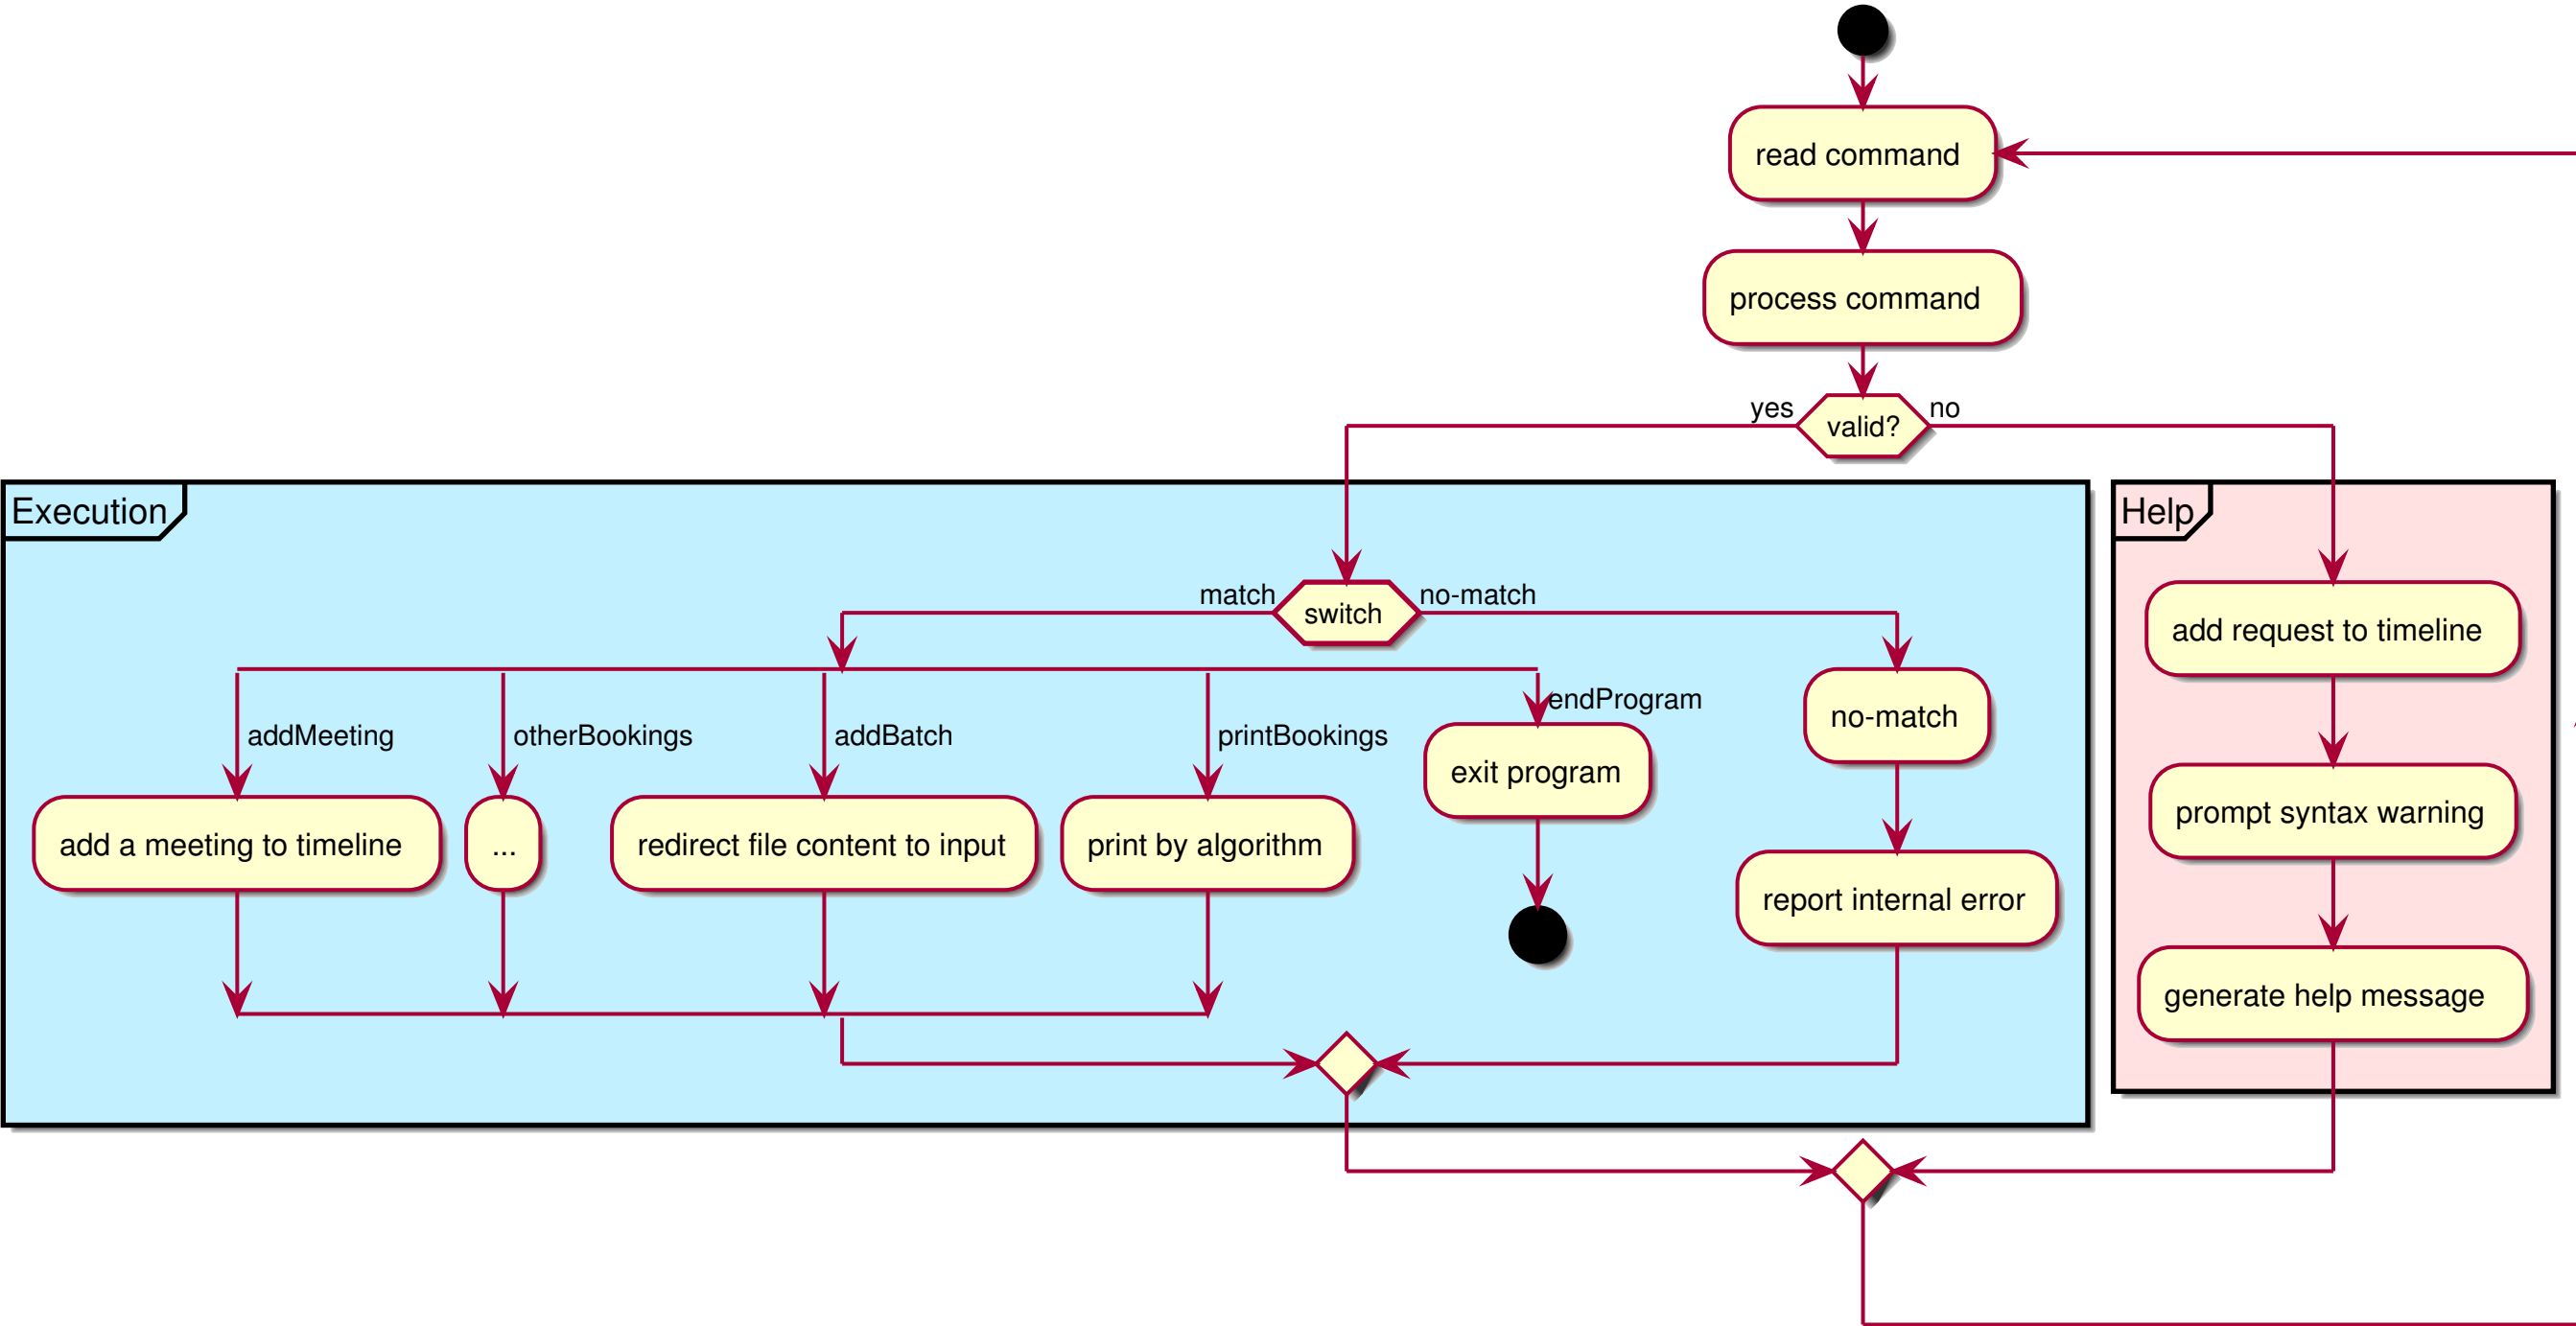 read command
process command
yes
valid?
no
Execution
Help
match
switch
no-match
add request to timeline
endProgram
no-match
addMeeting
otherBookings
addBatch
printBookings
exit program
prompt syntax warning
add a meeting to timeline
...
redirect file content to input
print by algorithm
report internal error
generate help message